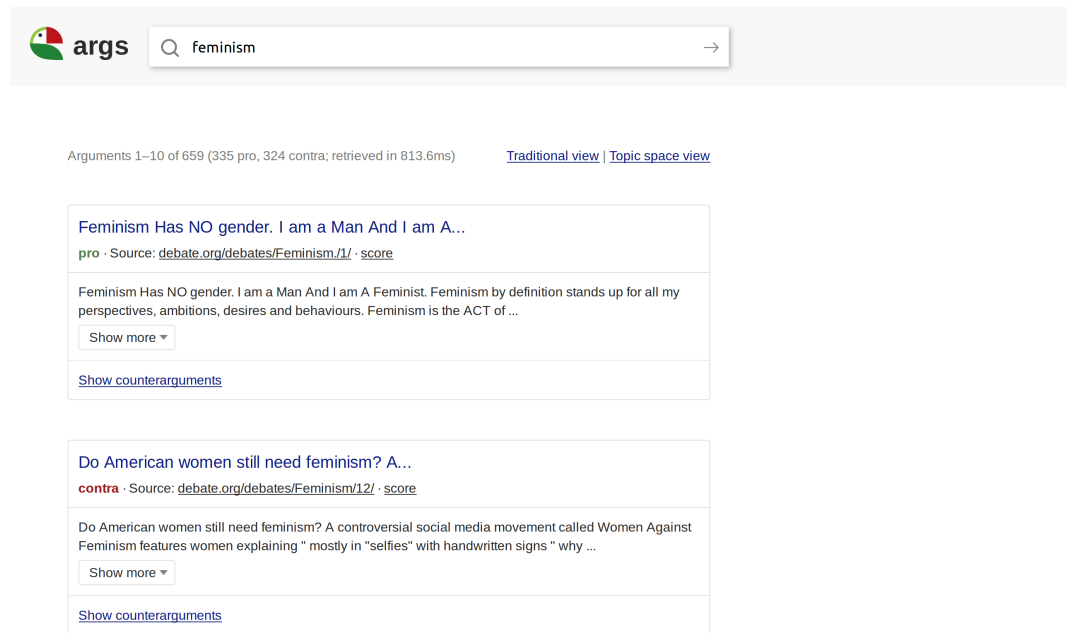 args
feminism
Arguments 1–10 of 659 (335 pro, 324 contra; retrieved in 813.6ms)
Traditional view | Topic space view
Feminism Has NO gender. I am a Man And I am A...
pro · Source: debate.org/debates/Feminism./1/ · score
Feminism Has NO gender. I am a Man And I am A Feminist. Feminism by definition stands up for all my
perspectives, ambitions, desires and behaviours. Feminism is the ACT of ...
Show more
Show counterarguments
Do American women still need feminism? A...
contra · Source: debate.org/debates/Feminism/12/ · score
Do American women still need feminism? A controversial social media movement called Women Against
Feminism features women explaining " mostly in "selfies" with handwritten signs " why ...
Show more
Show counterarguments